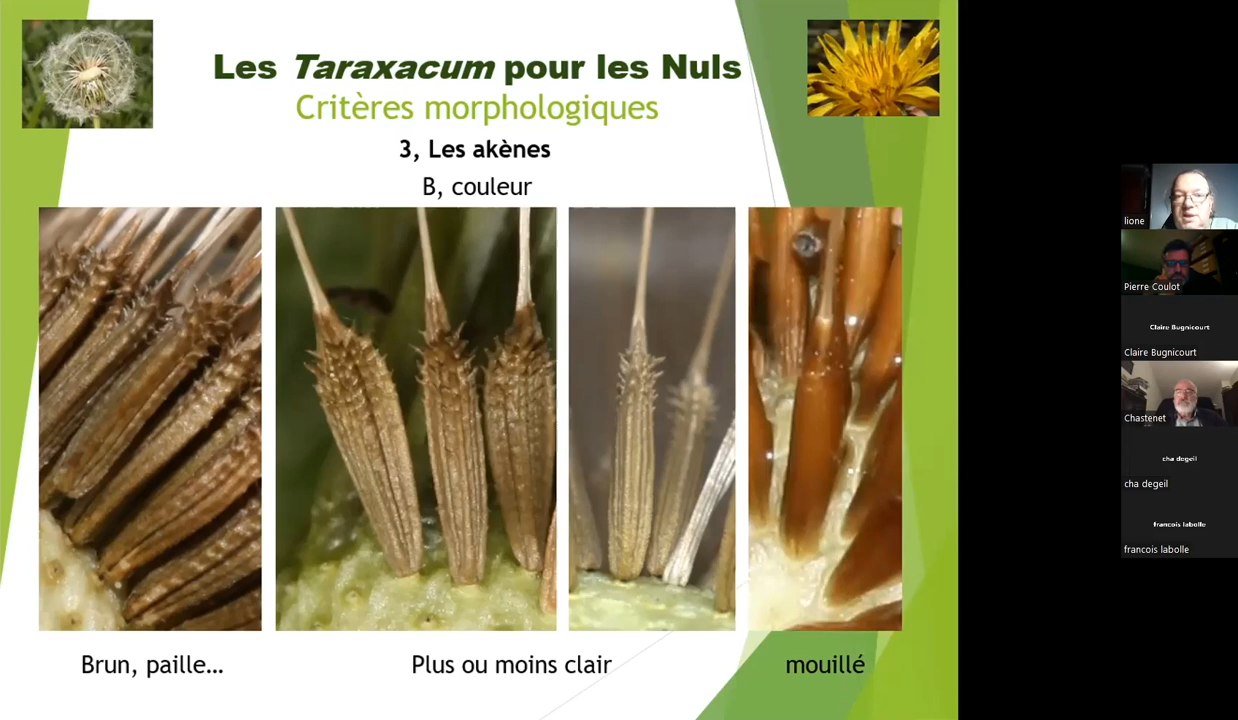 Les Taraxacum pour les Nuls
Critères morphologiques
3, Les akènes
B, couleur
Brun, paille...
Plus ou moins clair
mouillé
lione
Pierre Coulot
Claire Bugnicourt
Claire Bugnicourt
Chastenet
cha degeil
cha degeil
francois labolle
francois labolle